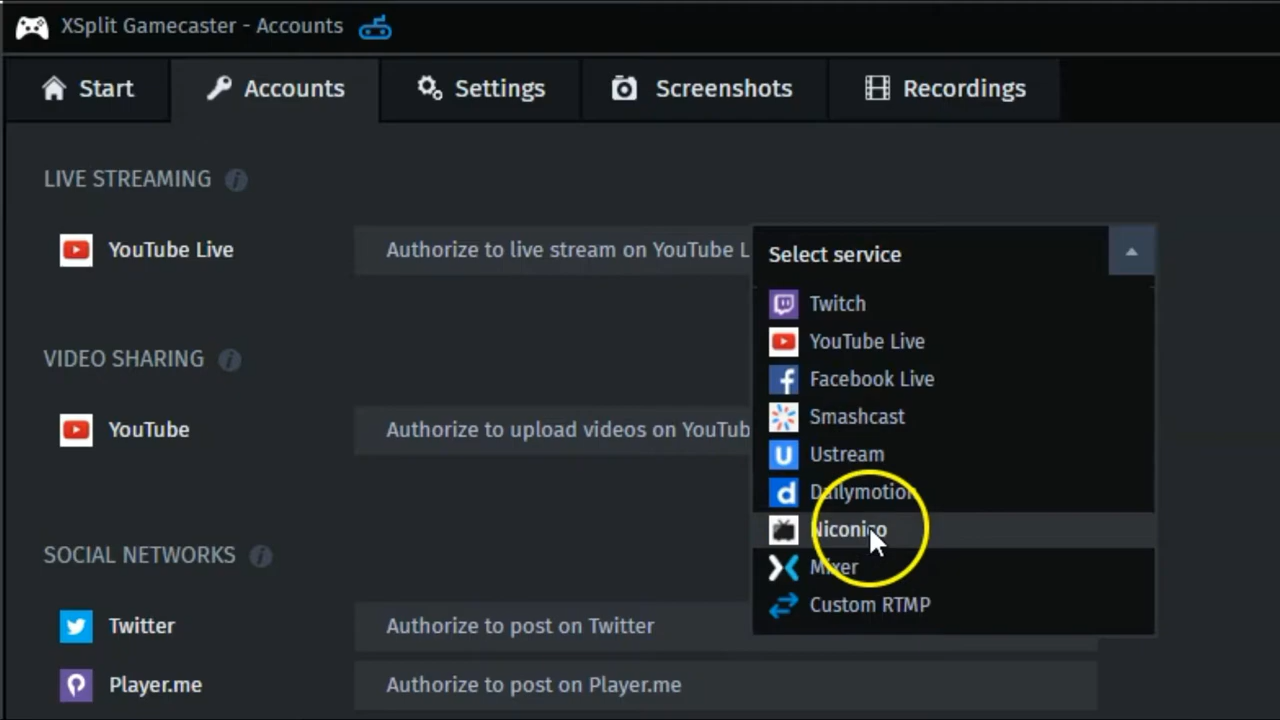 XSplit Gamecaster - Accounts
Start
Accounts
Settings
Screenshots
Recordings
LIVE STREAMING
YouTube Live
Authorize to live stream on YouTube L
Select service
Twitch
YouTube Live
Facebook Live
Smashcast
Ustream
Dailymotion
Niconico
Mixer
Custom RTMP
VIDEO SHARING
YouTube
Authorize to upload videos on YouTub
SOCIAL NETWORKS
Twitter
Authorize to post on Twitter
Player.me
Authorize to post on Player.me